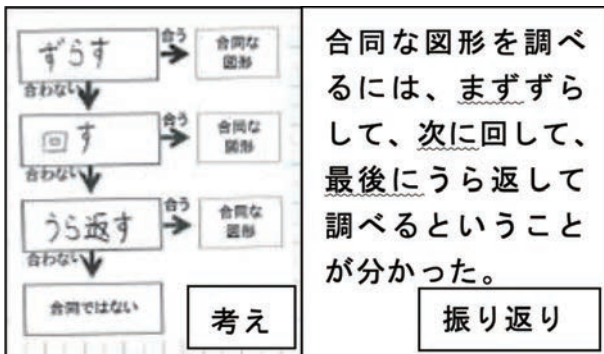 ずらす
合う
合同な
図形
合わない
回す
合う
合同な
図形
合わない
うら返す
合う
合同な
図形
合わない
合同ではない
考え
合同な図形を調べ
るには、まずずら
して、次に回して、
最後にうら返して
調べるということ
が分かった。
振り返り